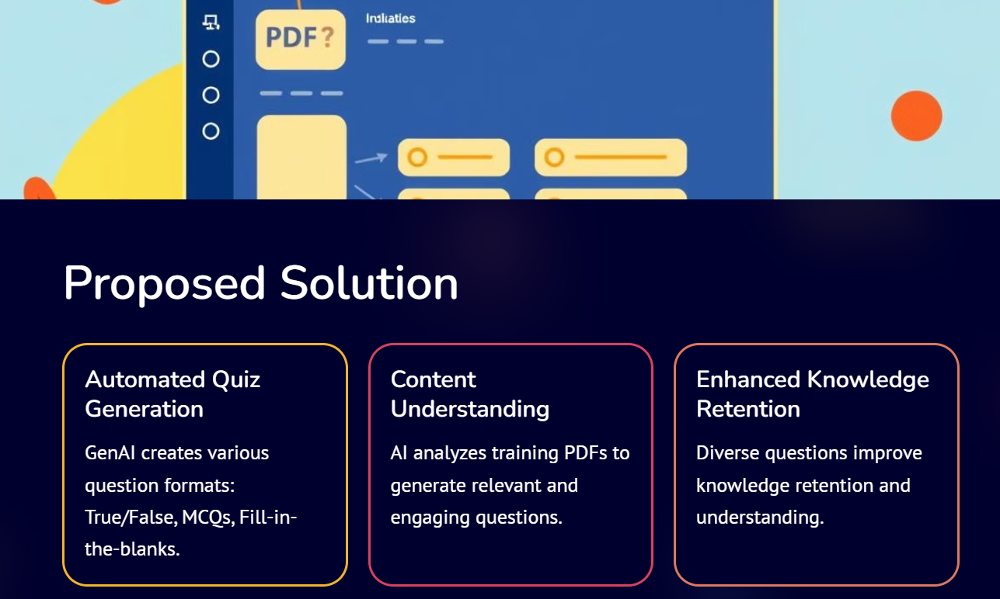 PDF?
Proposed Solution
Automated Quiz
Generation
GenAI creates various
question formats:
True/False, MCQs, Fill-in-
the-blanks.
Content
Understanding
AI analyzes training PDFs to
generate relevant and
engaging questions.
Enhanced Knowledge
Retention
Diverse questions improve
knowledge retention and
understanding.